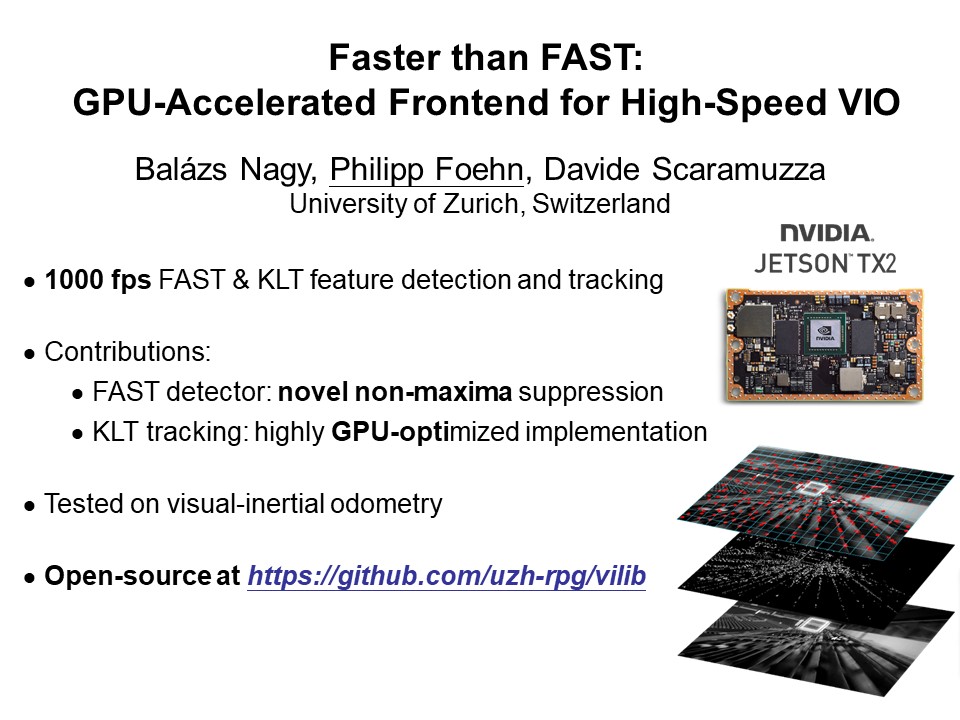 Faster than FAST:
GPU-Accelerated Frontend for High-Speed VIO
Balázs Nagy, Philipp Foehn, Davide Scaramuzza
University of Zurich, Switzerland
NVIDIA.
JETSON™ TX2
• 1000 fps FAST & KLT feature detection and tracking
NVIDIA
• Contributions:
• FAST detector: novel non-maxima suppression
• KLT tracking: highly GPU-optimized implementation
• Tested on visual-inertial odometry
• Open-source at https://github.com/uzh-rpg/vilib